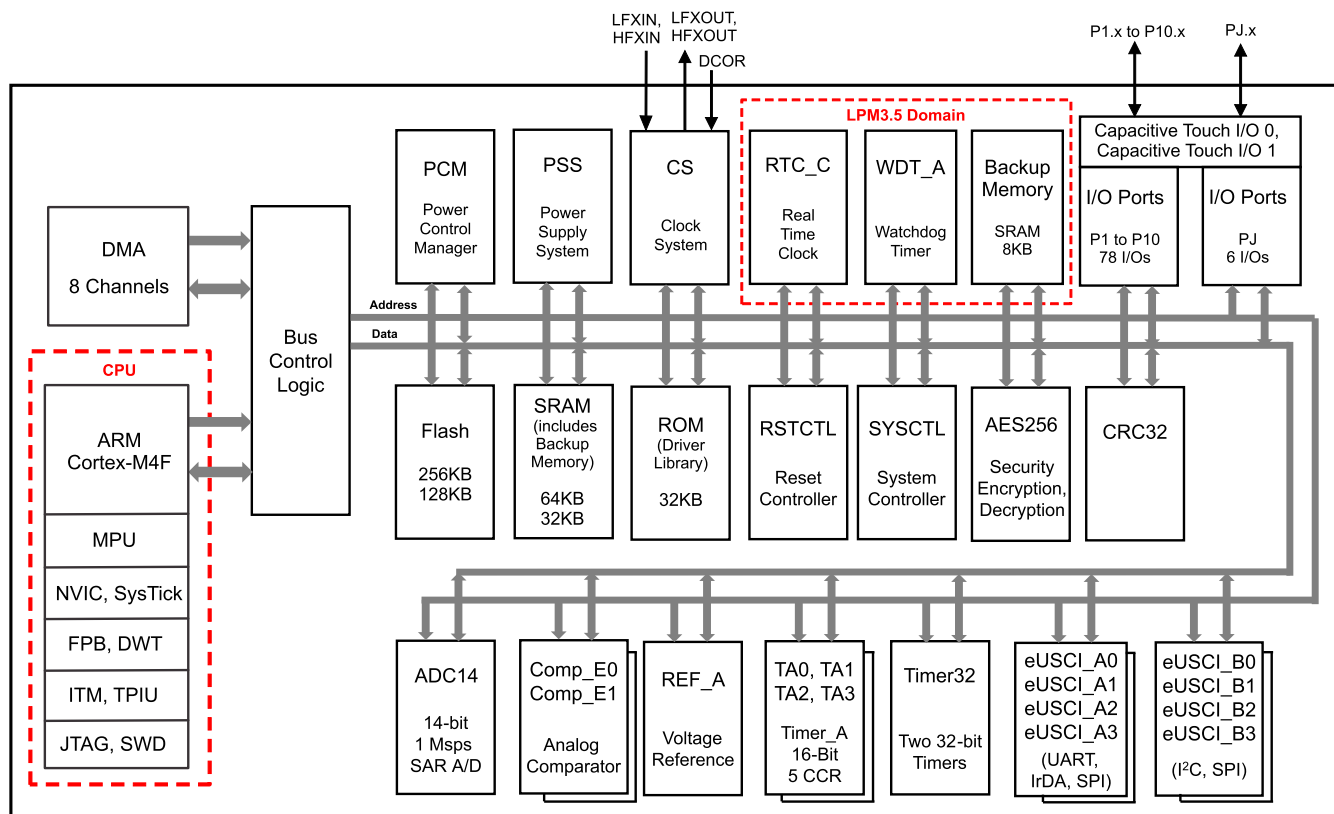 LFXIN,
HFXIN
LFXOUT,
HFXOUT
DCOR
P1.x to P10.x
PJ.x
LPM3.5 Domain
Capacitive Touch I/O 0,
Capacitive Touch I/O 1
PCM
Power
Control
Manager
PSS
Power
Supply
System
CS
Clock
System
RTC_C
Real
Time
Clock
WDT_A
Watchdog
Timer
Backup
Memory
SRAM
8KB
I/O Ports
P1 to P10
78 I/Os
I/O Ports
PJ
6 I/Os
DMA
8 Channels
Bus
Control
Logic
Address
Data
CPU
ARM
Cortex-M4F
MPU
NVIC, SysTick
FPB, DWT
ITM, TPIU
JTAG, SWD
Flash
256KB
128KB
SRAM
(includes
Backup
Memory)
64KB
32KB
ROM
(Driver
Library)
32KB
RSTCTL
Reset
Controller
SYSCTL
System
Controller
AES256
Security
Encryption,
Decryption
CRC32
ADC14
14-bit
1 Msps
SAR A/D
Comp_E0
Comp_E1
Analog
Comparator
REF_A
Voltage
Reference
TA0, TA1
TA2, TA3
Timer_A
16-Bit
5 CCR
Timer32
Two 32-bit
Timers
eUSCI_A0
eUSCI_A1
eUSCI_A2
eUSCI_A3
(UART,
IrDA, SPI)
eUSCI_B0
eUSCI_B1
eUSCI_B2
eUSCI_B3
(I²C, SPI)